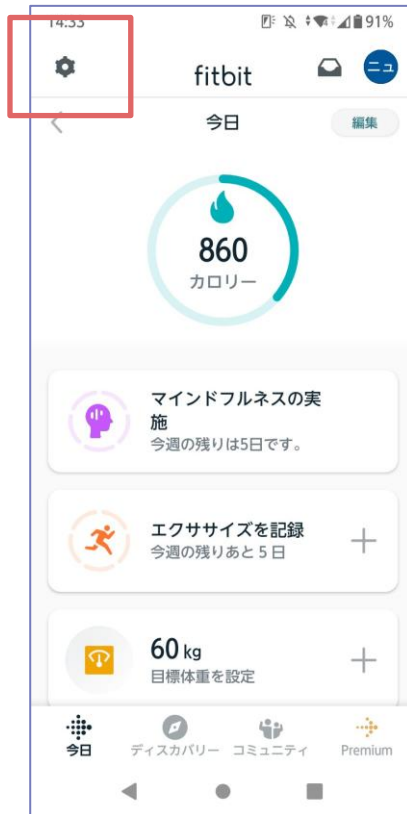 14:33
91%
fitbit
ニュ
今日
編集
860
カロリー
マインドフルネスの実
施
今週の残りは5日です。
エクササイズを記録
今週の残りあと 5 日
60 kg
目標体重を設定
今日
ディスカバリー
コミュニティ
Premium